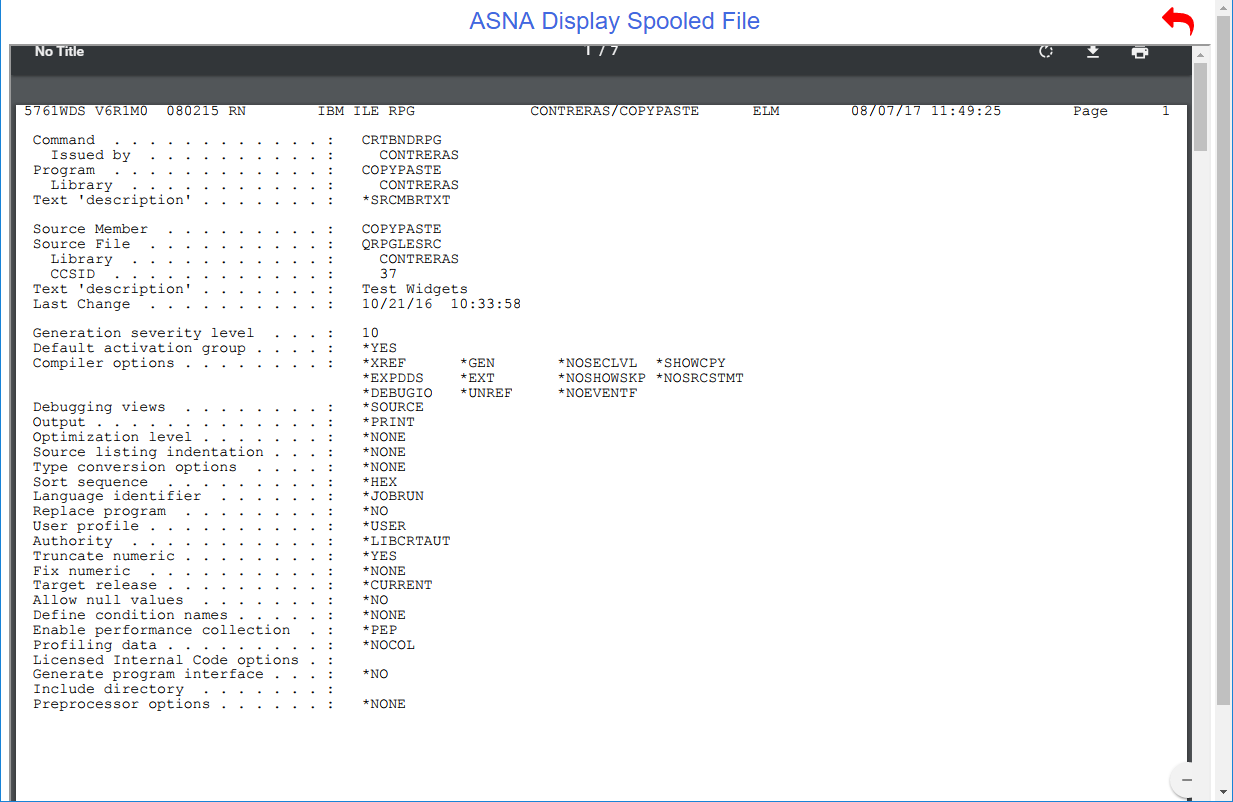 ASNA Display Spooled File
No Title 1 / 7
5761WDS V6R1M0 080215 RN IBM ILE RPG CONTRERAS/COPYPASTE ELM 08/07/17 11:49:25 Page 1
Command . . . . . . . . . . . . : CRTBNDRPG
Issued by . . . . . . . . . . : CONTRERAS
Program . . . . . . . . . . . . : COPYPASTE
Library . . . . . . . . . . . : CONTRERAS
Text 'description' . . . . . . . : *SRCMBRTXT
Source Member . . . . . . . . . : COPYPASTE
Source File . . . . . . . . . . : QRPGLESRC
Library . . . . . . . . . . . : CONTRERAS
CCSID . . . . . . . . . . . . : 37
Text 'description' . . . . . . . : Test Widgets
Last Change . . . . . . . . . . : 10/21/16 10:33:58
Generation severity level . . . : 10
Default activation group . . . . : *YES
Compiler options . . . . . . . . : *XREF *GEN *NOSECLVL *SHOWCPY
*EXPDDS *EXT *NOSHOWSKP *NOSRCSTMT
*DEBUGIO *UNREF *NOEVENTF
Debugging views . . . . . . . . : *SOURCE
Output . . . . . . . . . . . . . : *PRINT
Optimization level . . . . . . . : *NONE
Source listing indentation . . . : *NONE
Type conversion options . . . . : *NONE
Sort sequence . . . . . . . . . : *HEX
Language identifier . . . . . . : *JOBRUN
Replace program . . . . . . . . : *NO
User profile . . . . . . . . . . : *USER
Authority . . . . . . . . . . . : *LIBCRTAUT
Truncate numeric . . . . . . . . : *YES
Fix numeric . . . . . . . . . . : *NONE
Target release . . . . . . . . . : *CURRENT
Allow null values . . . . . . . : *NO
Define condition names . . . . . : *NONE
Enable performance collection . : *PEP
Profiling data . . . . . . . . . : *NOCOL
Licensed Internal Code options . :
Generate program interface . . . : *NO
Include directory . . . . . . . :
Preprocessor options . . . . . . : *NONE